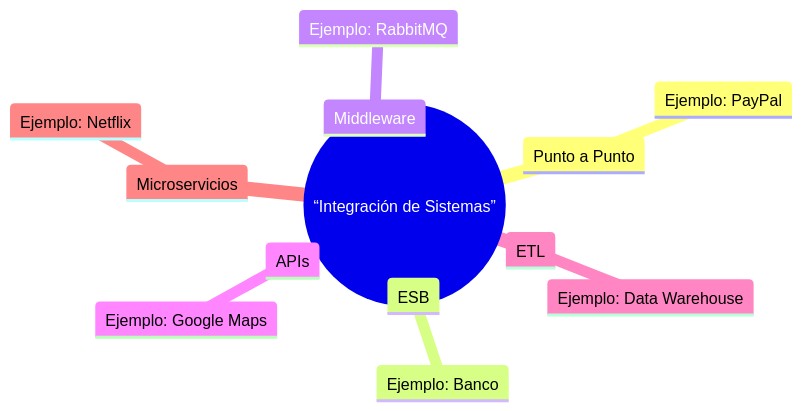 Ejemplo: RabbitMQ
Middleware
Ejemplo: Netflix
Microservicios
Ejemplo: PayPal
Punto a Punto
“Integración de Sistemas”
APIs
Ejemplo: Google Maps
ETL
Ejemplo: Data Warehouse
ESB
Ejemplo: Banco